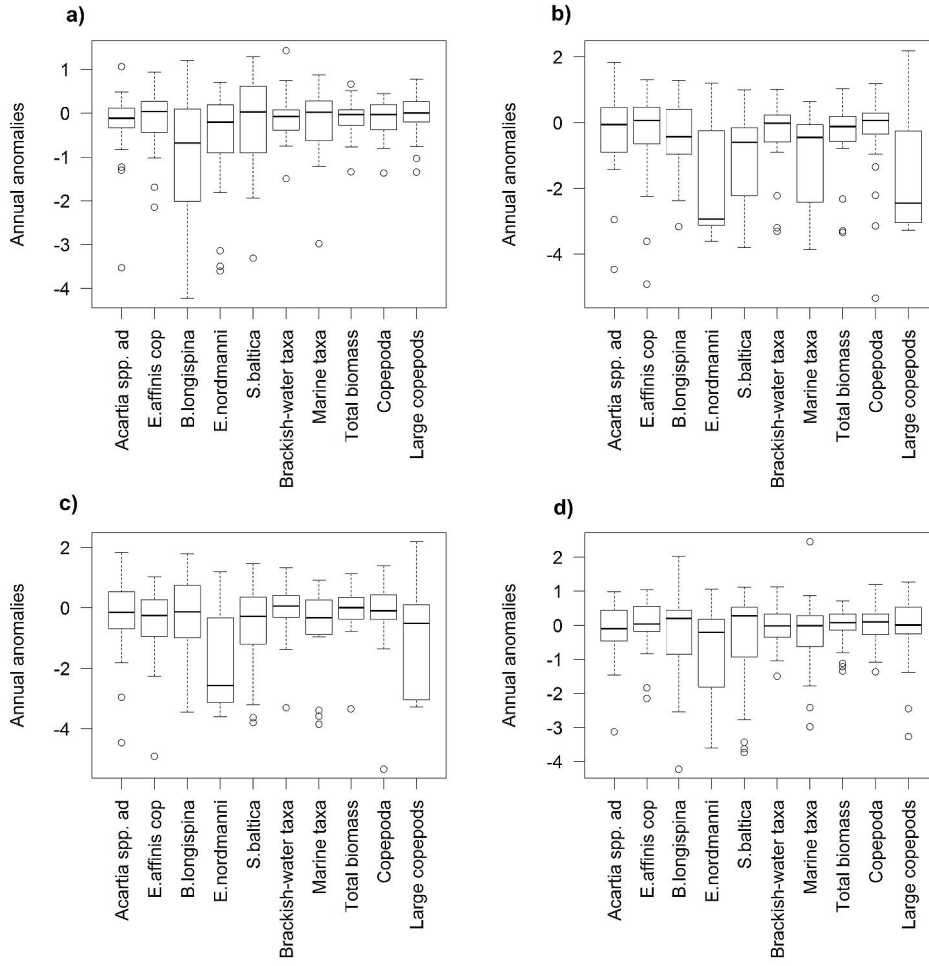 a)
Annual anomalies
1
0
-1
-2
-3
-4
Acartia spp. ad
E.affinis cop
B.longispina
E.nordmanni
S.baltica
Brackish-water taxa
Marine taxa
Total biomass
Copepoda
Large copepods
b)
Annual anomalies
2
0
-2
-4
Acartia spp. ad
E.affinis cop
B.longispina
E.nordmanni
S.baltica
Brackish-water taxa
Marine taxa
Total biomass
Copepoda
Large copepods
c)
Annual anomalies
2
0
-2
-4
Acartia spp. ad
E.affinis cop
B.longispina
E.nordmanni
S.baltica
Brackish-water taxa
Marine taxa
Total biomass
Copepoda
Large copepods
d)
Annual anomalies
2
1
0
-1
-2
-3
-4
Acartia spp. ad
E.affinis cop
B.longispina
E.nordmanni
S.baltica
Brackish-water taxa
Marine taxa
Total biomass
Copepoda
Large copepods